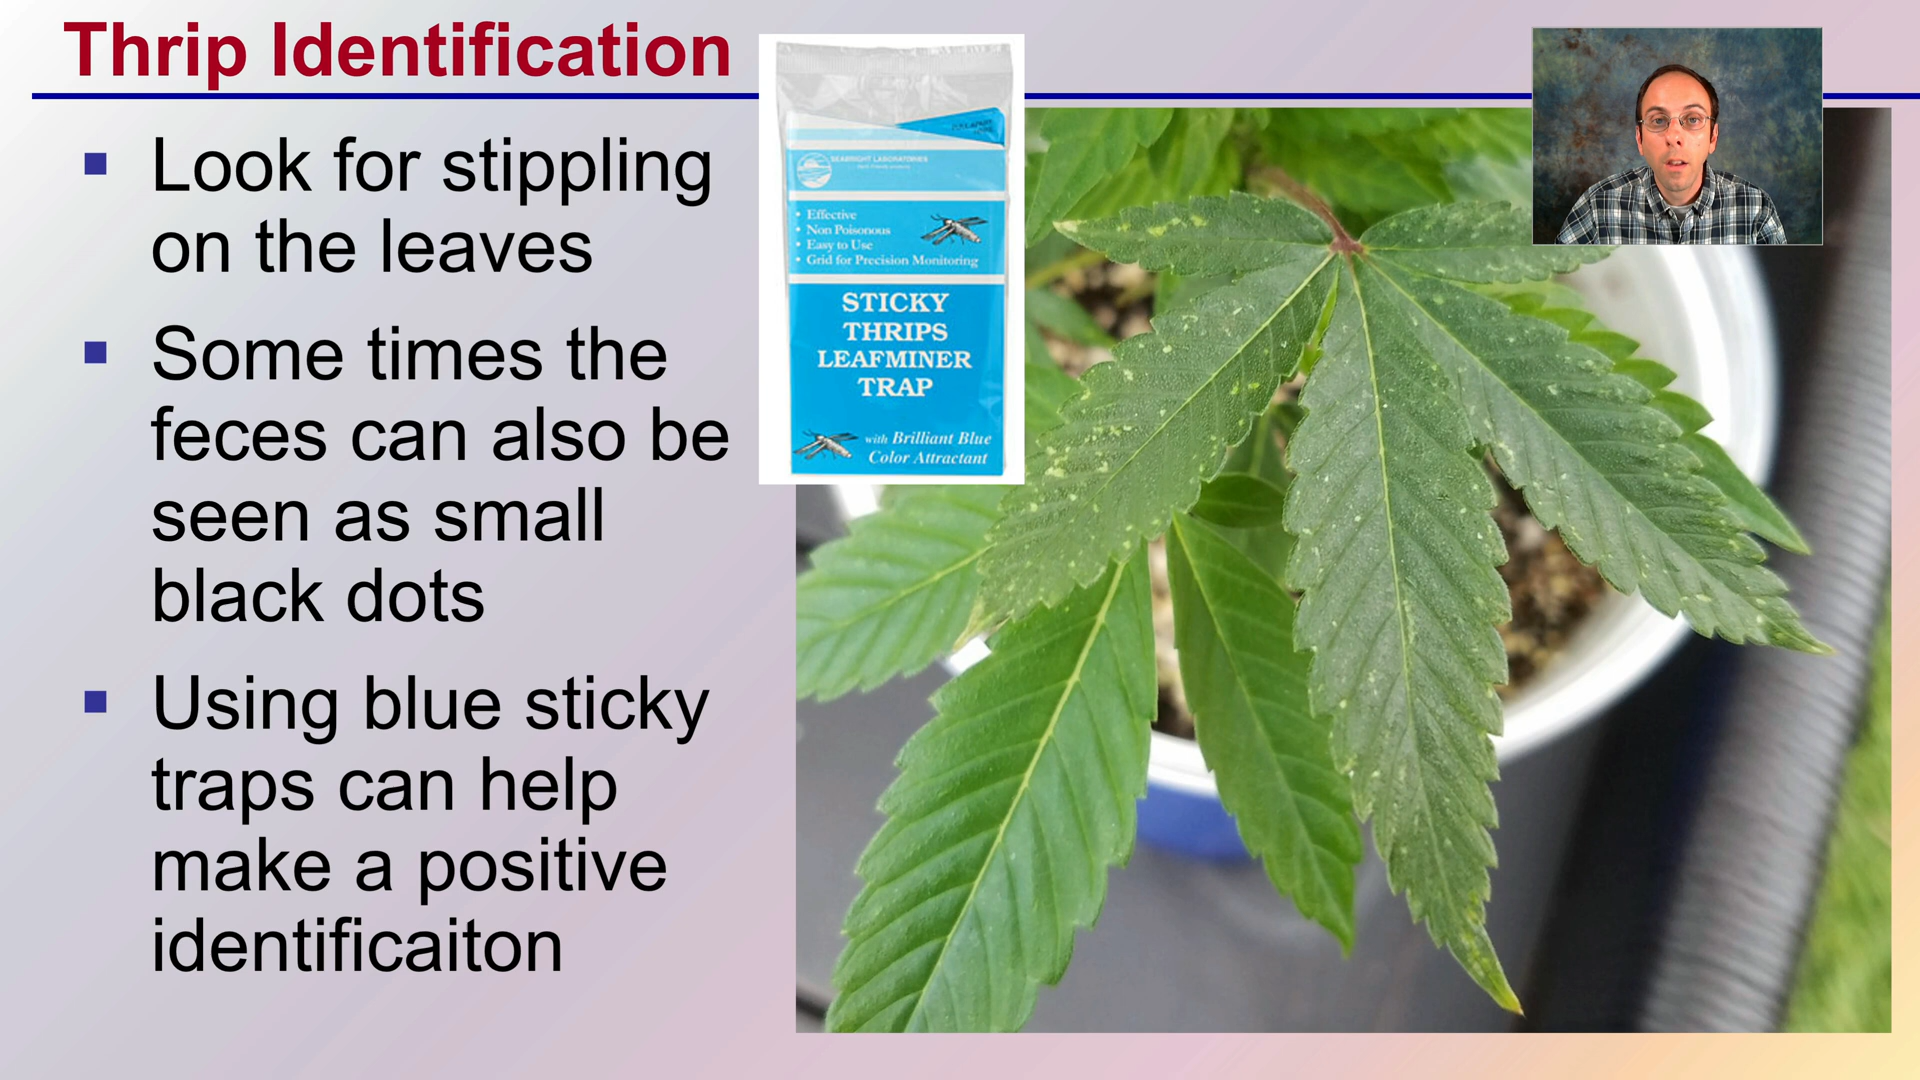 Thrip Identification
Look for stippling
on the leaves
Some times the
feces can also be
seen as small
black dots
Using blue sticky
traps can help
make a positive
identificaiton
SEABRIGHT LABORATORIES
• Effective
• Non Poisonous
• Easy to Use
• Grid for Precision Monitoring
STICKY
THRIPS
LEAFMINER
TRAP
with Brilliant Blue
Color Attractant